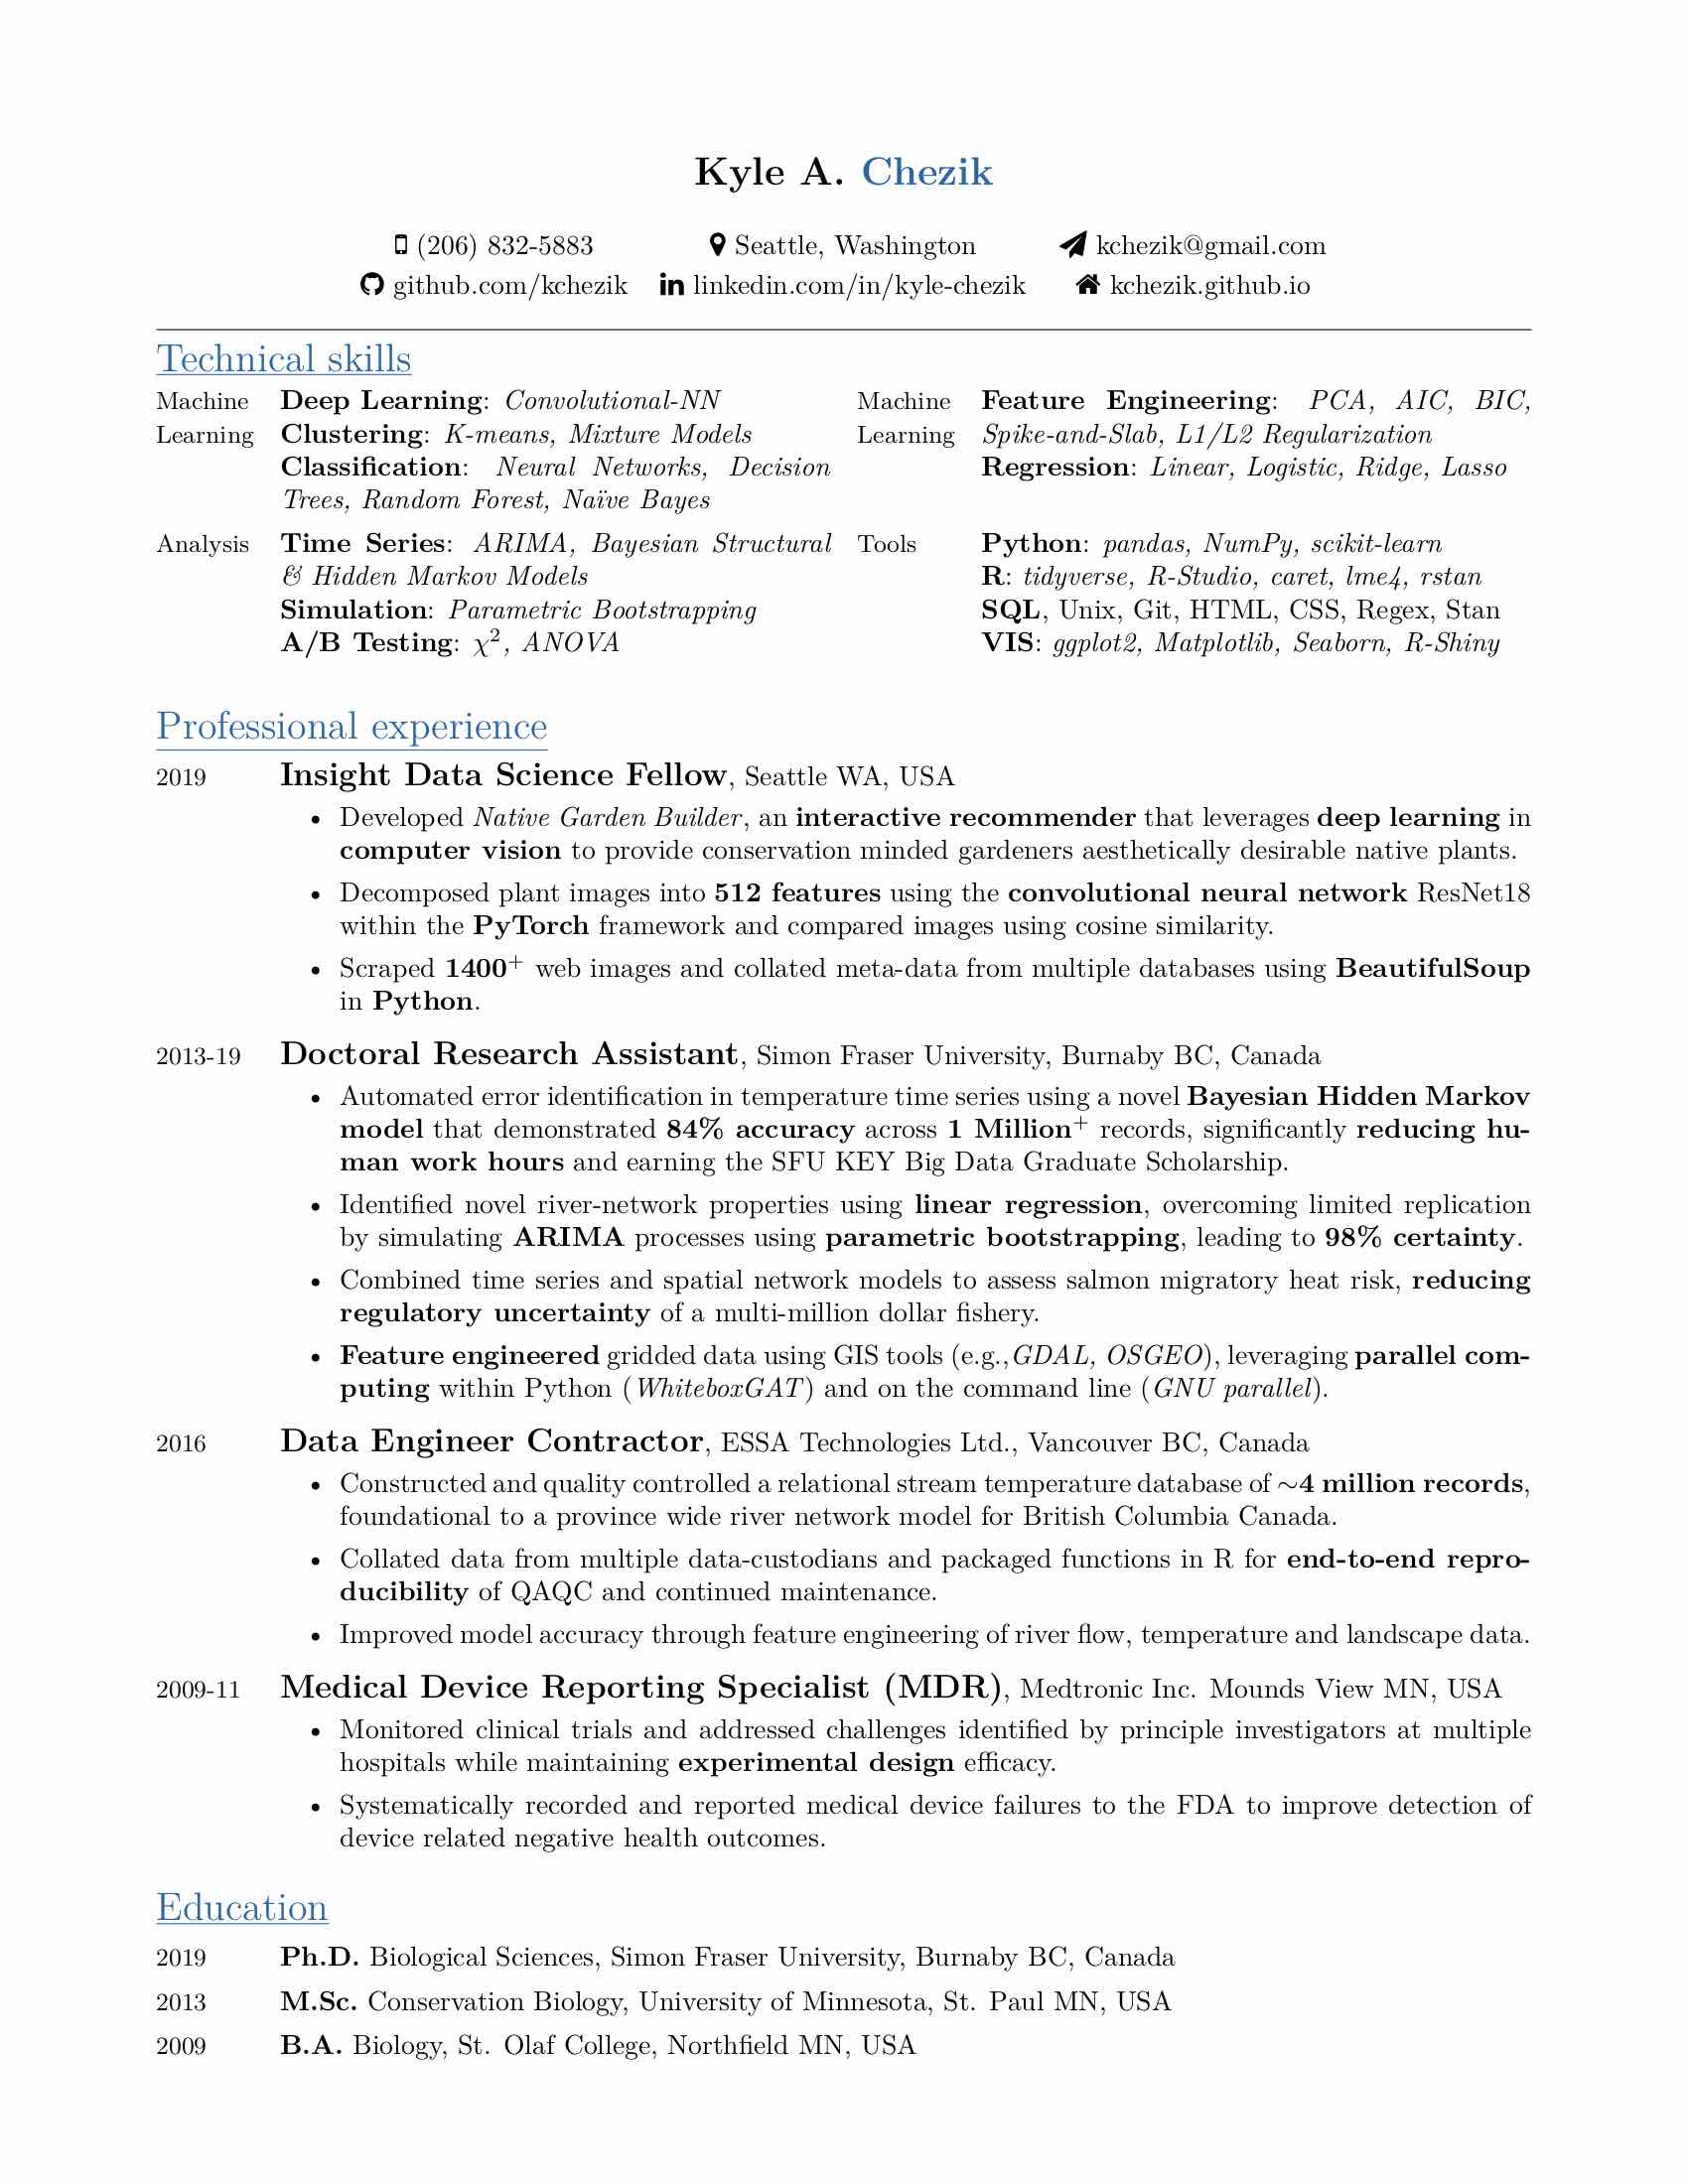 Kyle A. Chezik
(206) 832-5883 Seattle, Washington kchezik@gmail.com
github.com/kchezik linkedin.com/in/kyle-chezik kchezik.github.io
Technical skills
Machine Learning
Deep Learning: Convolutional-NN
Clustering: K-means, Mixture Models
Classification: Neural Networks, Decision
Trees, Random Forest, Naïve Bayes
Machine Learning
Feature Engineering: PCA, AIC, BIC,
Spike-and-Slab, L1/L2 Regularization
Regression: Linear, Logistic, Ridge, Lasso
Analysis
Time Series: ARIMA, Bayesian Structural
& Hidden Markov Models
Simulation: Parametric Bootstrapping
A/B Testing: χ², ANOVA
Tools
Python: pandas, NumPy, scikit-learn
R: tidyverse, R-Studio, caret, lme4, rstan
SQL, Unix, Git, HTML, CSS, Regex, Stan
VIS: ggplot2, Matplotlib, Seaborn, R-Shiny
Professional experience
2019 Insight Data Science Fellow, Seattle WA, USA
• Developed Native Garden Builder, an interactive recommender that leverages deep learning in
computer vision to provide conservation minded gardeners aesthetically desirable native plants.
• Decomposed plant images into 512 features using the convolutional neural network ResNet18
within the PyTorch framework and compared images using cosine similarity.
• Scraped 1400⁺ web images and collated meta-data from multiple databases using BeautifulSoup
in Python.
2013-19 Doctoral Research Assistant, Simon Fraser University, Burnaby BC, Canada
• Automated error identification in temperature time series using a novel Bayesian Hidden Markov
model that demonstrated 84% accuracy across 1 Million⁺ records, significantly reducing hu-
man work hours and earning the SFU KEY Big Data Graduate Scholarship.
• Identified novel river-network properties using linear regression, overcoming limited replication
by simulating ARIMA processes using parametric bootstrapping, leading to 98% certainty.
• Combined time series and spatial network models to assess salmon migratory heat risk, reducing
regulatory uncertainty of a multi-million dollar fishery.
• Feature engineered gridded data using GIS tools (e.g.,GDAL, OSGEO), leveraging parallel com-
puting within Python (WhiteboxGAT) and on the command line (GNU parallel).
2016 Data Engineer Contractor, ESSA Technologies Ltd., Vancouver BC, Canada
• Constructed and quality controlled a relational stream temperature database of ∼4 million records,
foundational to a province wide river network model for British Columbia Canada.
• Collated data from multiple data-custodians and packaged functions in R for end-to-end repro-
ducibility of QAQC and continued maintenance.
• Improved model accuracy through feature engineering of river flow, temperature and landscape data.
2009-11 Medical Device Reporting Specialist (MDR), Medtronic Inc. Mounds View MN, USA
• Monitored clinical trials and addressed challenges identified by principle investigators at multiple
hospitals while maintaining experimental design efficacy.
• Systematically recorded and reported medical device failures to the FDA to improve detection of
device related negative health outcomes.
Education
2019 Ph.D. Biological Sciences, Simon Fraser University, Burnaby BC, Canada
2013 M.Sc. Conservation Biology, University of Minnesota, St. Paul MN, USA
2009 B.A. Biology, St. Olaf College, Northfield MN, USA